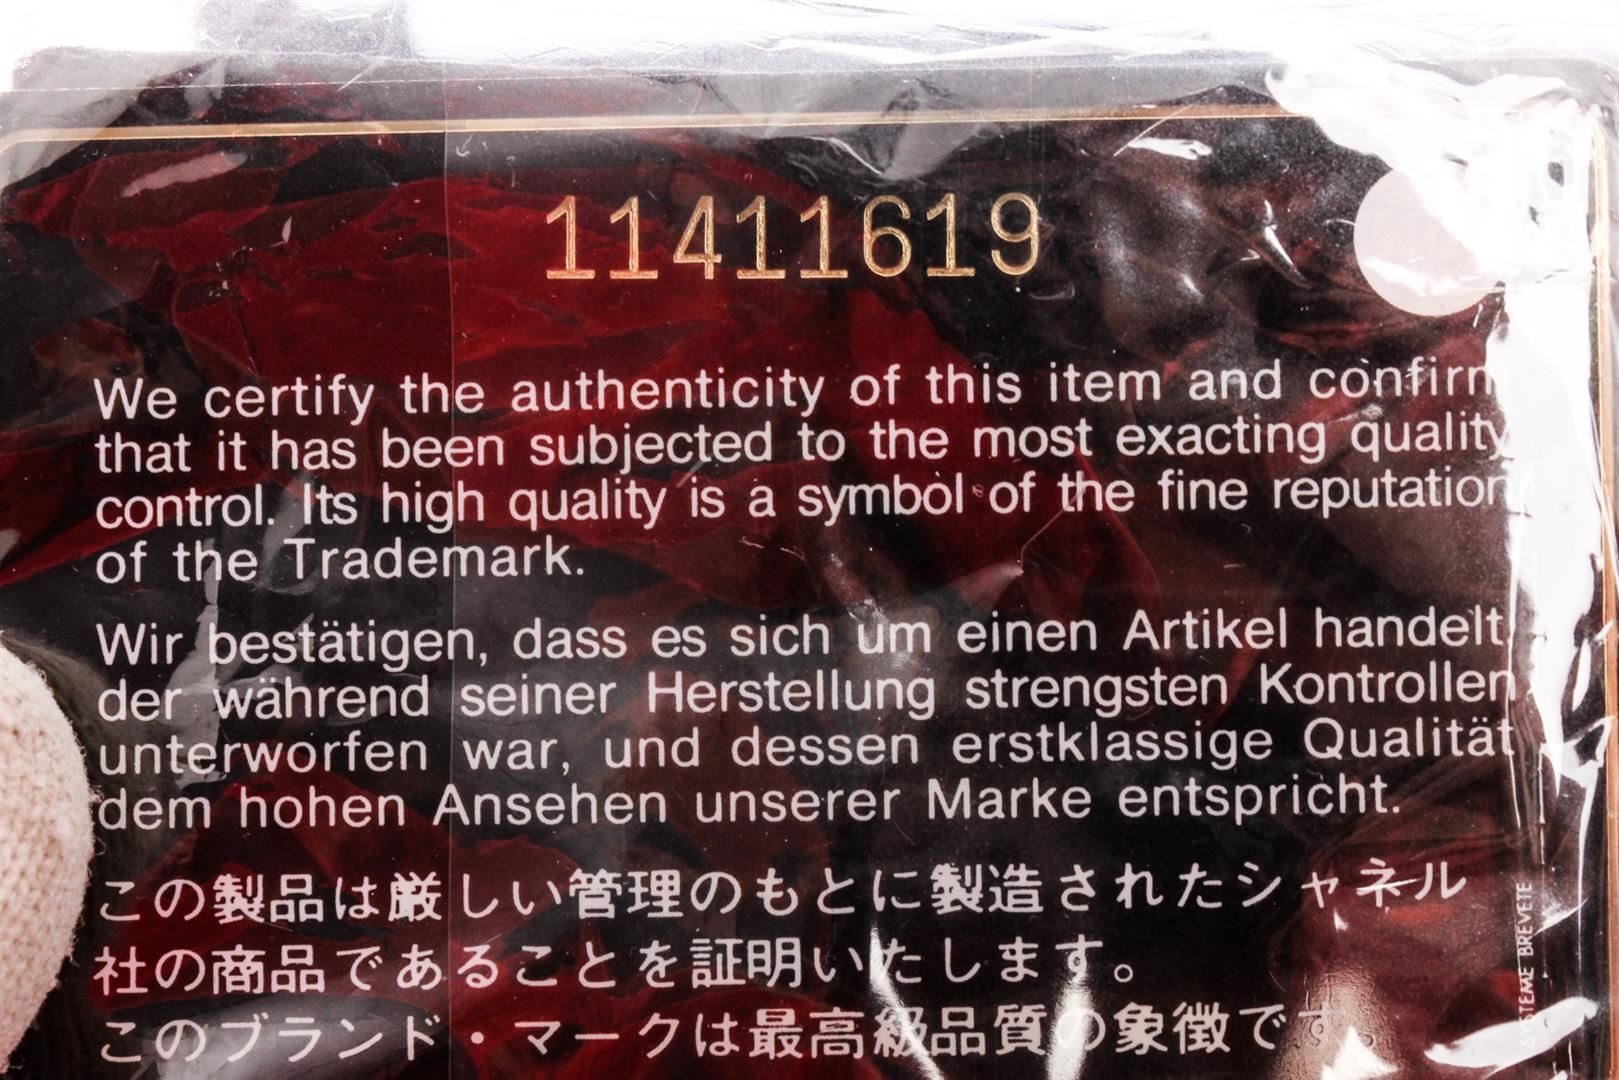 11411619
We certify the authenticity of this item and confirm
that it has been subjected to the most exacting quality
control. Its high quality is a symbol of the fine reputation
of the Trademark.
Wir bestätigen, dass es sich um einen Artikel handelt,
der während seiner Herstellung strengsten Kontrollen
unterworfen war, und dessen erstklassige Qualität
dem hohen Ansehen unserer Marke entspricht.
この製品は厳しい管理のもとに製造されたシャネル
社の商品であることを証明いたします。
このブランド・マークは最高級品質の象徴です。
SYSTEME BREVETE